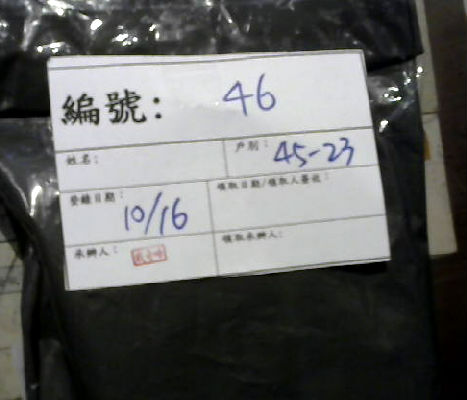 編號: 46
姓名: 戶別: 45-23
登錄日期: 10/16 領取日期/領取人簽收:
承辦人: 領取承辦人: